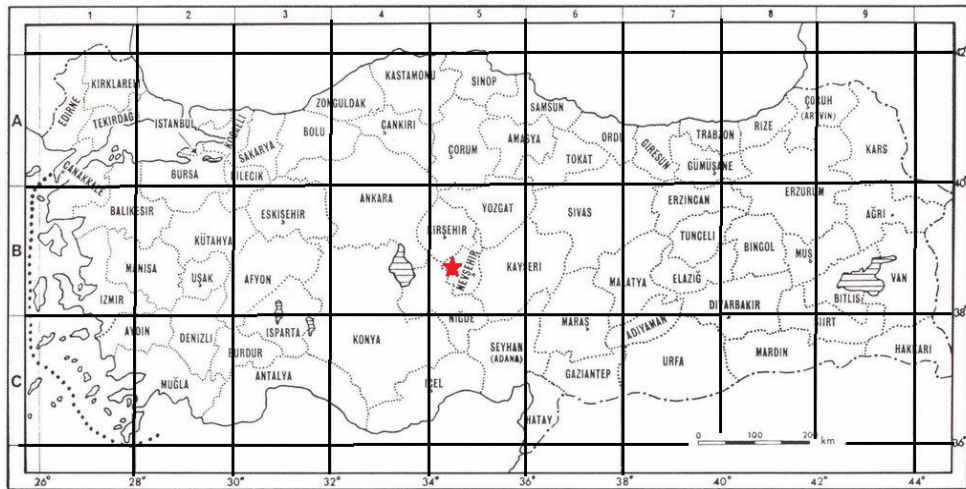 1 2 3 4 5 6 7 8 9
42°
KASTAMONU
SINOP
KIRKLARELİ
ZONGULDAK
SAMSUN
ÇORUH
(ARTVİN)
EDİRNE
TEKİRDAĞ
A
İSTANBUL
KOCAELİ
SAKARYA
BOLU
ÇANKIRI
AMASYA
ORDU
GİRESUN
TRABZON
RİZE
KARS
ÇORUM
TOKAT
GÜMÜŞANE
ÇANAKKALE
BURSA
BİLECİK
40°
BALIKESİR
ESKİŞEHİR
ANKARA
YOZGAT
SİVAS
ERZİNCAN
ERZURUM
AĞRI
KÜTAHYA
KIRŞEHİR
TUNCELİ
BİNGOL
MUŞ
B
MANİSA
UŞAK
AFYON
NEVŞEHİR
KAYSERİ
MALATYA
ELAZIĞ
VAN
İZMİR
DİYARBAKIR
BİTLİS
38°
AYDIN
DENİZLİ
ISPARTA
BURDUR
KONYA
NİĞDE
SEYHAN
(ADANA)
MARAŞ
ADIYAMAN
SİİRT
HAKKARİ
C
MUĞLA
ANTALYA
İÇEL
GAZİANTEP
URFA
MARDİN
HATAY
0 100 200 km
36°
26° 28° 30° 32° 34° 36° 38° 40° 42° 44°